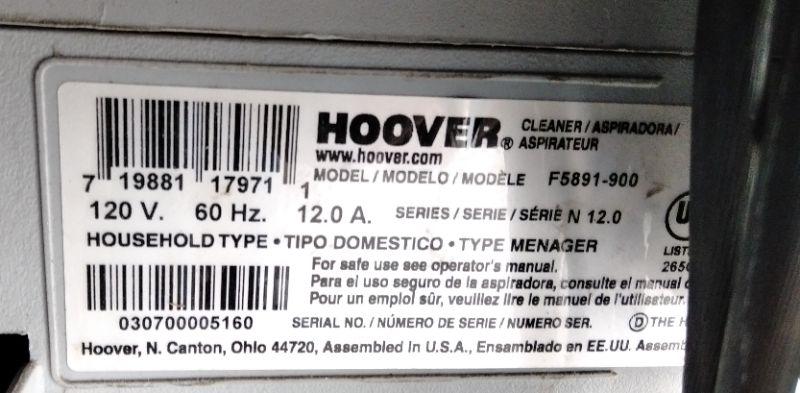 HOOVER® CLEANER/ASPIRADORA/
ASPIRATEUR
www.hoover.com
7 19881 17971 1
MODEL / MODELO / MODÈLE F5891-900
120 V. 60 Hz. 12.0 A. SERIES / SERIE / SÉRIE N 12.0
HOUSEHOLD TYPE • TIPO DOMESTICO • TYPE MENAGER
For safe use see operator's manual.
Para el uso seguro de la aspiradora, consulte el manual
Pour un emploi sûr, veuillez lire le manuel de l'utilisateur.
030700005160
SERIAL NO. / NÚMERO DE SERIE / NUMERO SER. Ⓓ THE
Hoover, N. Canton, Ohio 44720, Assembled in U.S.A., Ensamblado en EE.UU.